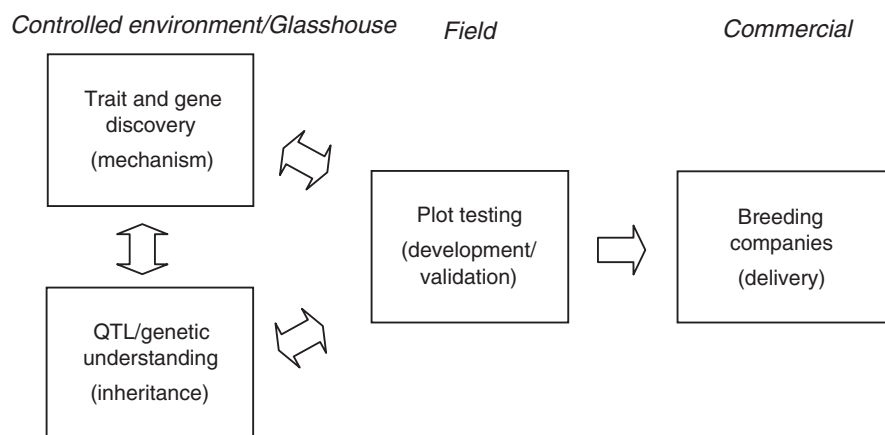 Controlled environment/Glasshouse
Field
Commercial
Trait and gene
discovery
(mechanism)
Plot testing
(development/
validation)
Breeding
companies
(delivery)
QTL/genetic
understanding
(inheritance)